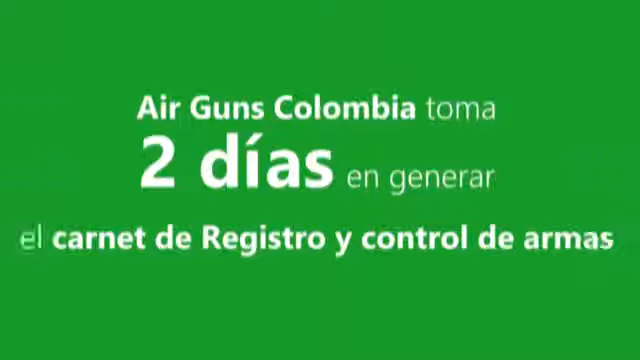 Air Guns Colombia toma
2 días en generar
el carnet de Registro y control de armas